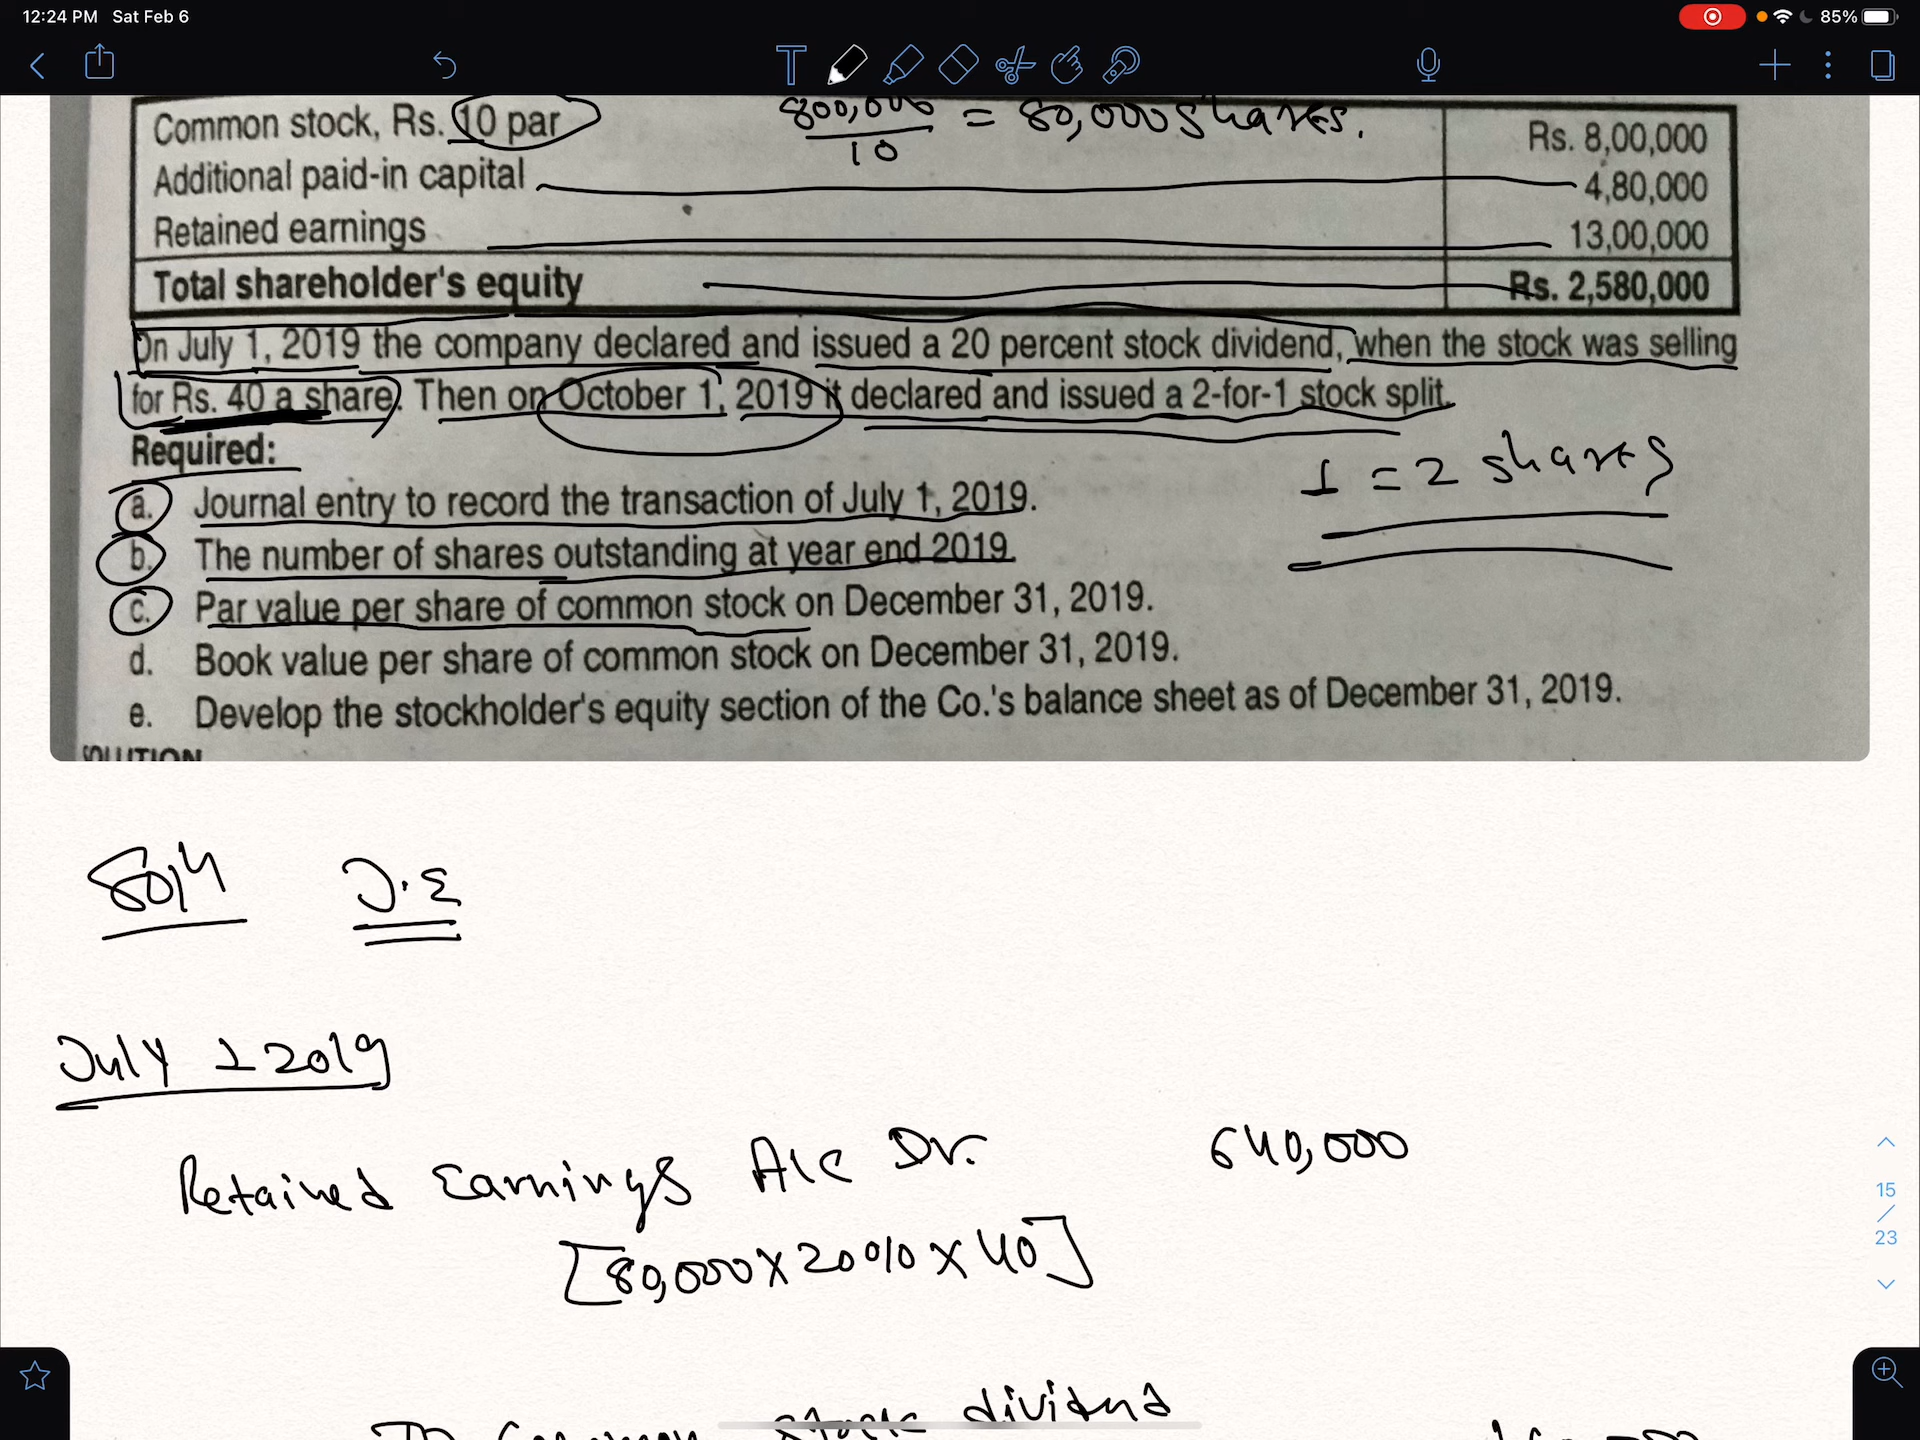 12:24 PM Sat Feb 6
85%
Common stock, Rs. 10 par
800,000
10
= 80,000 shares.
Rs. 8,00,000
Additional paid-in capital
4,80,000
Retained earnings
13,00,000
Total shareholder's equity
Rs. 2,580,000
On July 1, 2019 the company declared and issued a 20 percent stock dividend, when the stock was selling
for Rs. 40 a share. Then on October 1, 2019 it declared and issued a 2-for-1 stock split.
1 = 2 shares
Required:
a. Journal entry to record the transaction of July 1, 2019.
b. The number of shares outstanding at year end 2019.
c. Par value per share of common stock on December 31, 2019.
d. Book value per share of common stock on December 31, 2019.
e. Develop the stockholder's equity section of the Co.'s balance sheet as of December 31, 2019.
SOLUTION
Solⁿ J.E
July 1 2019
Retained Earnings A/c Dr. 640,000
[80,000 X 20% X 40]
15
/
23
stock dividend